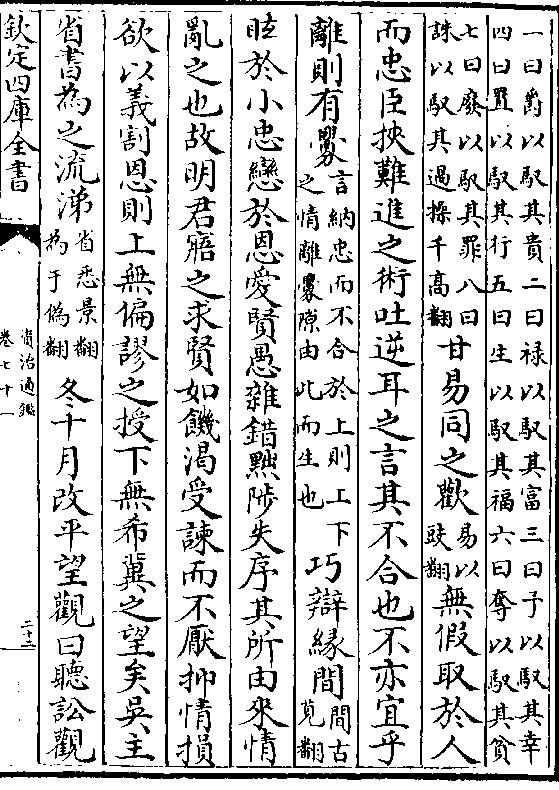 一曰爵以馭其貴二曰禄以馭其富三曰予以馭其幸
四曰置以馭其行五曰生以馭其福六曰奪以馭其貧
七曰廢以馭其罪八曰
誅以馭其過操千高翻
甘易同之歡
易以
豉翻
無假取於人
而忠臣挾難進之術吐逆耳之言其不合也不亦宜乎
離則有釁
言納忠而不合於上則上下
之情離釁隙由此而生也
巧辯緣間
間古
莧翻
眩於小忠戀於恩愛賢愚雜錯黜陟失序其所由來情
亂之也故明君寤之求賢如饑渴受諫而不厭抑情損
欲以義割恩則上無偏謬之授下無希冀之望矣吳主
省書為之流涕
省悉景翻
為于偽翻
冬十月改平望觀曰聽訟觀
欽定四庫全書
資治通鑑
卷七十一
二十二